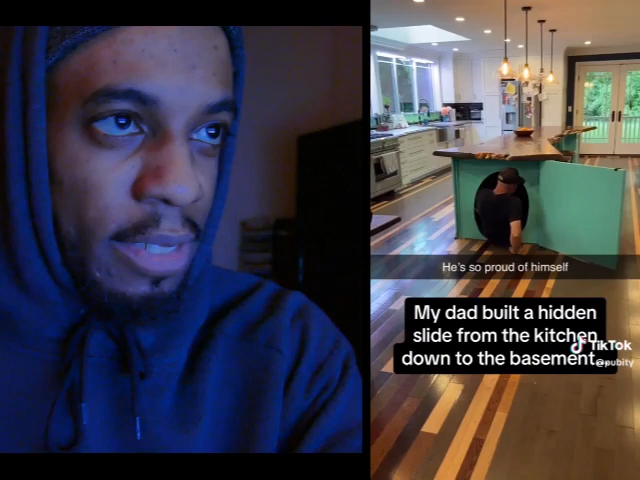 He's so proud of himself
My dad built a hidden
slide from the kitchen
down to the basement...
TikTok
@pubity